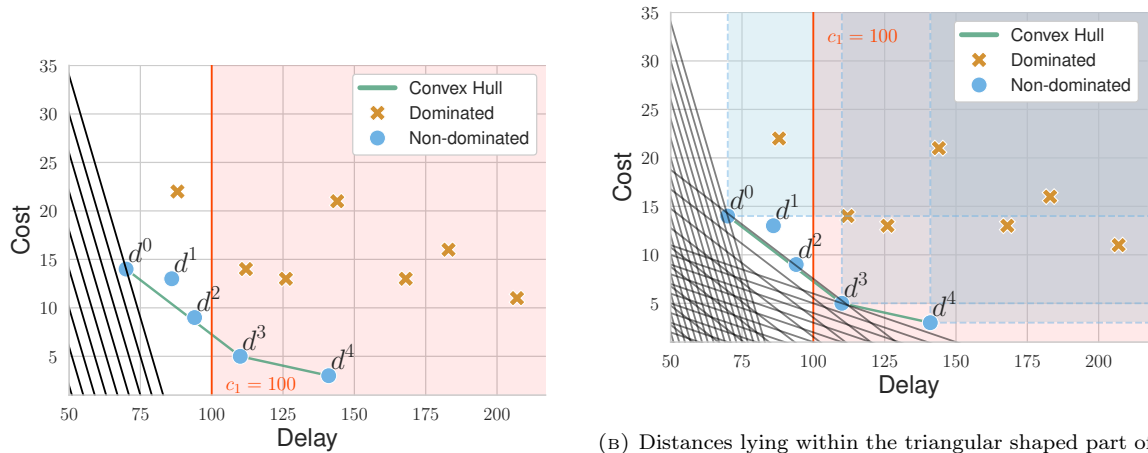 35
30
25
20
15
10
5
Cost
50 75 100 125 150 175 200
Delay
Convex Hull
Dominated
Non-dominated
d⁰
d¹
d²
d³
d⁴
c₁ = 100
35
30
25
20
15
10
5
Cost
50 75 100 125 150 175 200
Delay
c₁ = 100
Convex Hull
Dominated
Non-dominated
d⁰
d¹
d²
d³
d⁴
(B) Distances lying within the triangular shaped part of